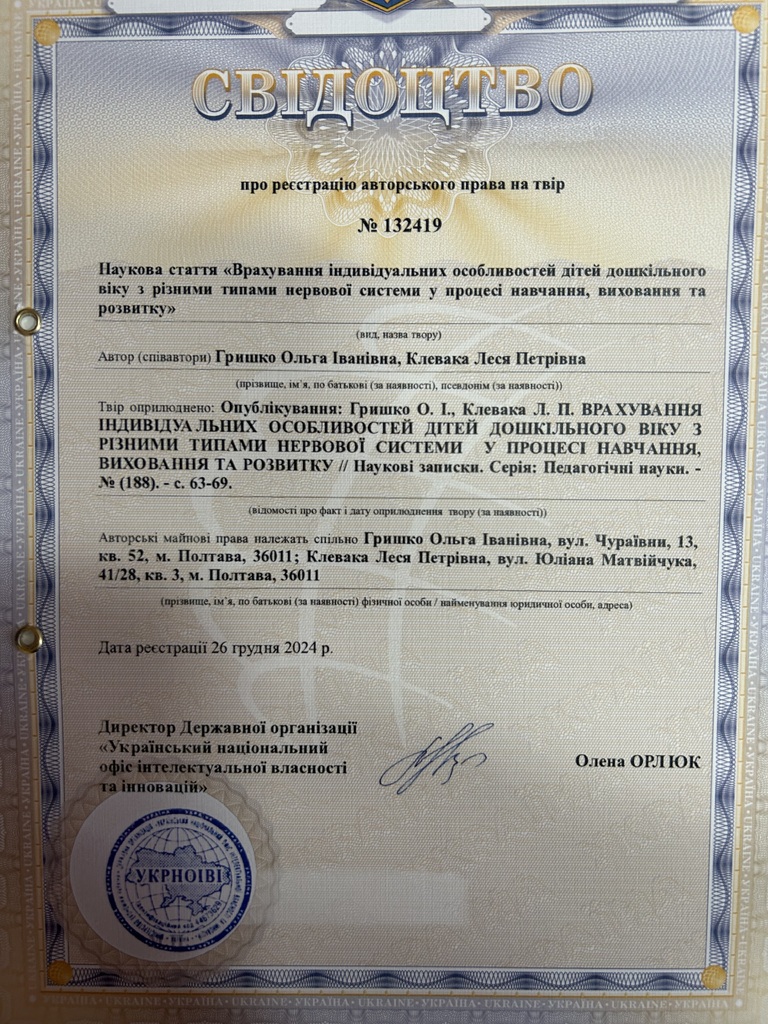 СВІДОЦТВО
про реєстрацію авторського права на твір
№ 132419
Наукова стаття «Врахування індивідуальних особливостей дітей дошкільного
віку з різними типами нервової системи у процесі навчання, виховання та
розвитку»
(вид, назва твору)
Автор (співавтори) Гришко Ольга Іванівна, Клевака Леся Петрівна
(прізвище, ім'я, по батькові (за наявності), псевдонім (за наявності))
Твір оприлюднено: Опублікування: Гришко О. І., Клевака Л. П. ВРАХУВАННЯ
ІНДИВІДУАЛЬНИХ ОСОБЛИВОСТЕЙ ДІТЕЙ ДОШКІЛЬНОГО ВІКУ З
РІЗНИМИ ТИПАМИ НЕРВОВОЇ СИСТЕМИ У ПРОЦЕСІ НАВЧАННЯ,
ВИХОВАННЯ ТА РОЗВИТКУ // Наукові записки. Серія: Педагогічні науки. -
№ (188). - с. 63-69.
(відомості про факт і дату оприлюднення твору (за наявності))
Авторські майнові права належать спільно Гришко Ольга Іванівна, вул. Чураївни, 13,
кв. 52, м. Полтава, 36011; Клевака Леся Петрівна, вул. Юліана Матвійчука,
41/28, кв. 3, м. Полтава, 36011
(прізвище, ім'я, по батькові (за наявності) фізичної особи / найменування юридичної особи, адреса)
Дата реєстрації 26 грудня 2024 р.
Директор Державної організації
«Український національний
офіс інтелектуальної власності
та інновацій»
Олена ОРЛЮК
УКРНОІВІ
УКРАЇНА · UKRAINE · УКРАЇНА · UKRAINE